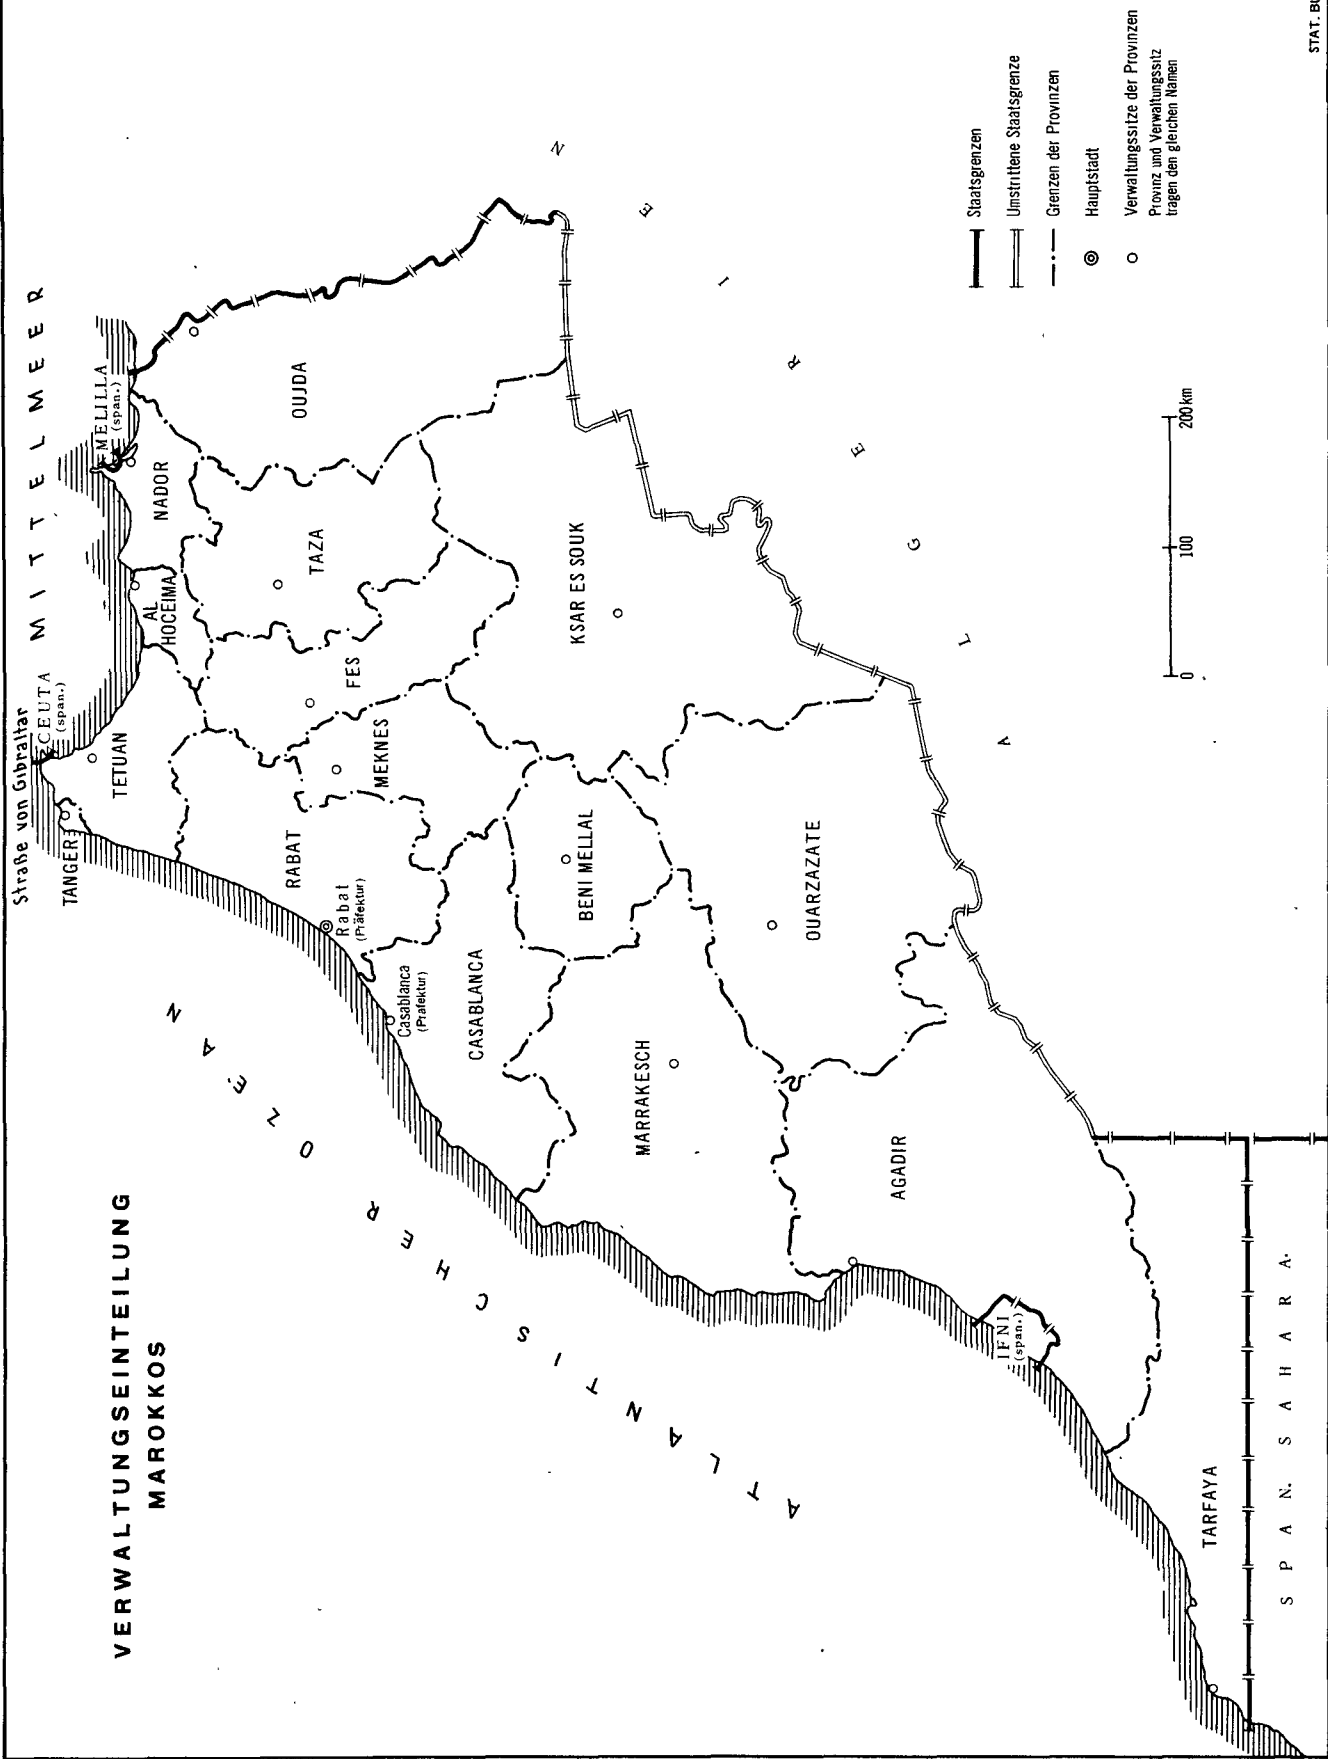 VERWALTUNGSEINTEILUNG
MAROKKOS
Straße von Gibraltar
MITTELMEER
CEUTA
(span.)
MELILLA
(span.)
TANGER
TETUAN
AL
HOCEIMA
NADOR
OUJDA
TAZA
FES
MEKNES
RABAT
Rabat
(Präfektur)
Casablanca
(Präfektur)
CASABLANCA
BENI MELLAL
KSAR ES SOUK
MARRAKESCH
OUARZAZATE
AGADIR
IFNI
(span.)
TARFAYA
SPAN. SAHARA
ATLANTISCHER OZEAN
ALGERIEN
0 100 200 km
Staatsgrenzen
Umstrittene Staatsgrenze
Grenzen der Provinzen
Hauptstadt
Verwaltungssitze der Provinzen
Provinz und Verwaltungssitz
tragen den gleichen Namen
STAT.